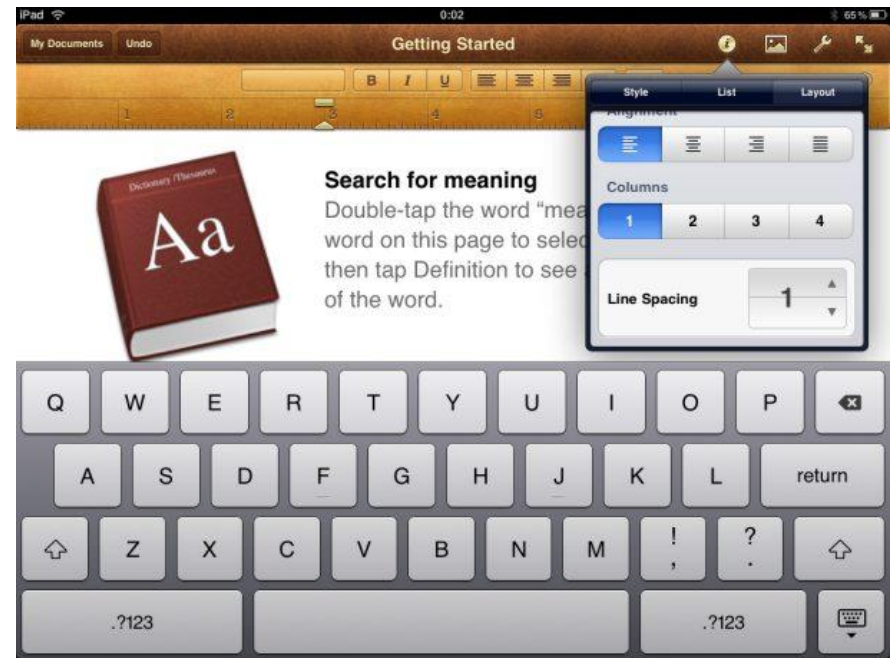 iPad 0:02 65 %
My Documents Undo Getting Started
B I U
Style List Layout
1 2 3 4 5
Alignment
Columns
1 2 3 4
Line Spacing 1
Dictionary /Thesaurus
Aa
Search for meaning
Double-tap the word “mea
word on this page to selec
then tap Definition to see
of the word.
Q W E R T Y U I O P
A S D F G H J K L return
Z X C V B N M ! , ? .
.?123 .?123